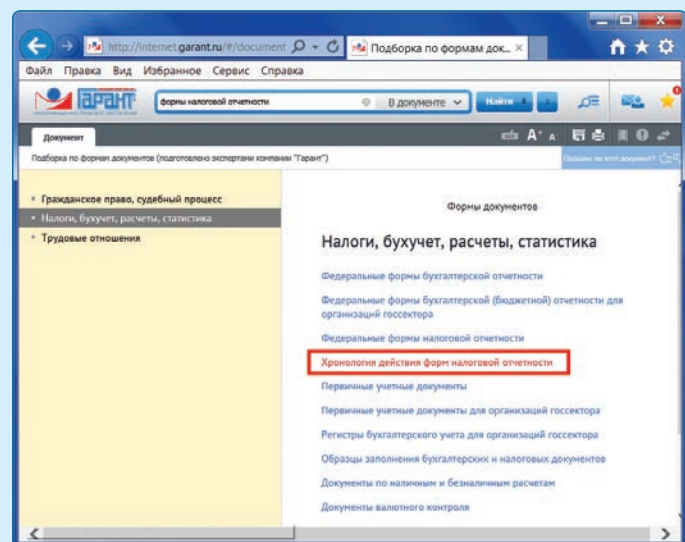 http://internet.garant.ru/#/document
Подборка по формам док...
Файл Правка Вид Избранное Сервис Справка
ГАРАНТ
формы налоговой отчетности
В документе
Найти
Документ
Подборка по формам документов (подготовлено экспертами компании "Гарант")
Гражданское право, судебный процесс
Налоги, бухучет, расчеты, статистика
Трудовые отношения
Формы документов
Налоги, бухучет, расчеты, статистика
Федеральные формы бухгалтерской отчетности
Федеральные формы бухгалтерской (бюджетной) отчетности для
организаций госсектора
Федеральные формы налоговой отчетности
Хронология действия форм налоговой отчетности
Первичные учетные документы
Первичные учетные документы для организаций госсектора
Регистры бухгалтерского учета для организаций госсектора
Образцы заполнения бухгалтерских и налоговых документов
Документы по наличным и безналичным расчетам
Документы валютного контроля